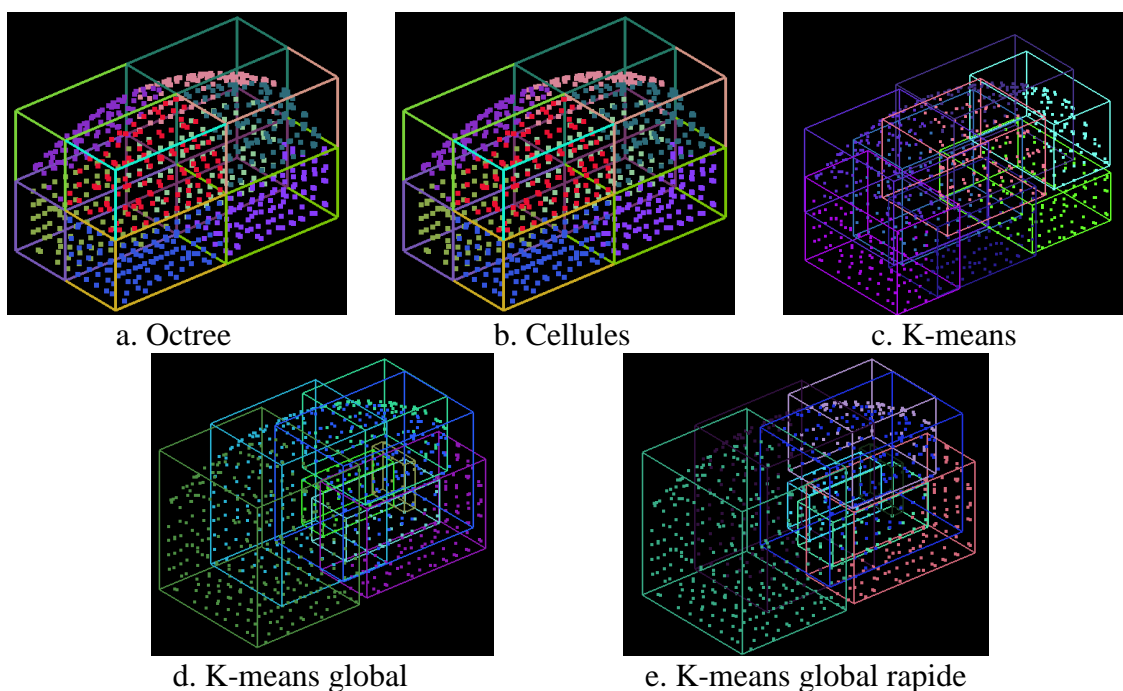 a. Octree
b. Cellules
c. K-means
d. K-means global
e. K-means global rapide